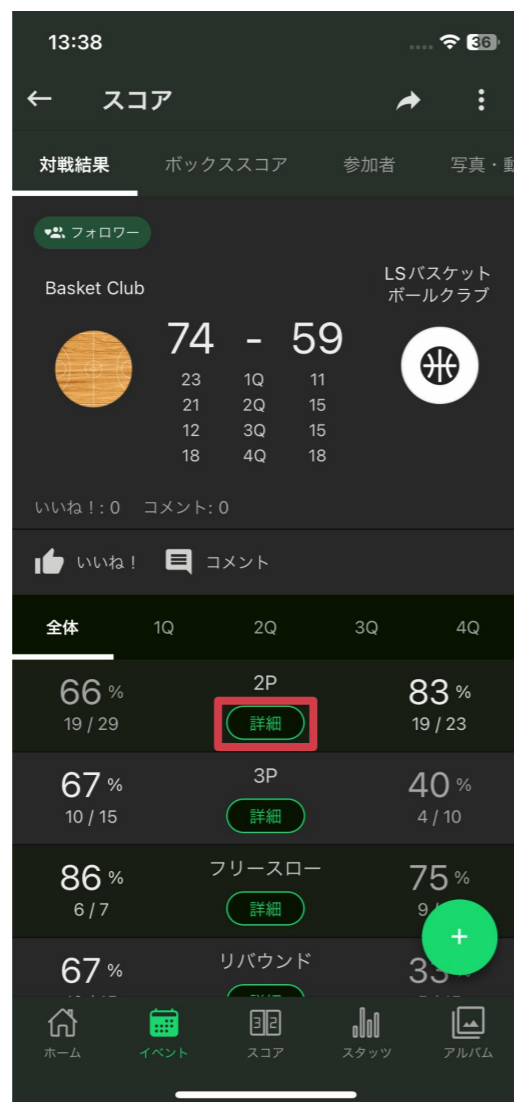 13:38
36
スコア
対戦結果 ボックススコア 参加者 写真・動
フォロワー
Basket Club
LSバスケット
ボールクラブ
74 - 59
23 1Q 11
21 2Q 15
12 3Q 15
18 4Q 18
いいね！: 0 コメント: 0
いいね！ コメント
全体 1Q 2Q 3Q 4Q
66 % 2P 83 %
19 / 29 詳細 19 / 23
67 % 3P 40 %
10 / 15 詳細 4 / 10
86 % フリースロー 75 %
6 / 7 詳細 9
+
67 % リバウンド 33
ホーム イベント スコア スタッツ アルバム